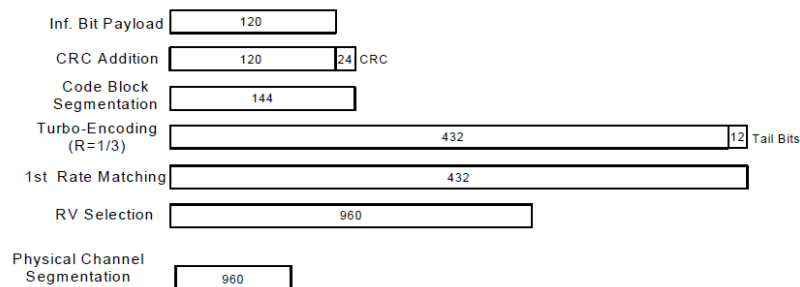 Inf. Bit Payload 120
CRC Addition 120 24 CRC
Code Block
Segmentation 144
Turbo-Encoding
(R=1/3) 432 12 Tail Bits
1st Rate Matching 432
RV Selection 960
Physical Channel
Segmentation 960